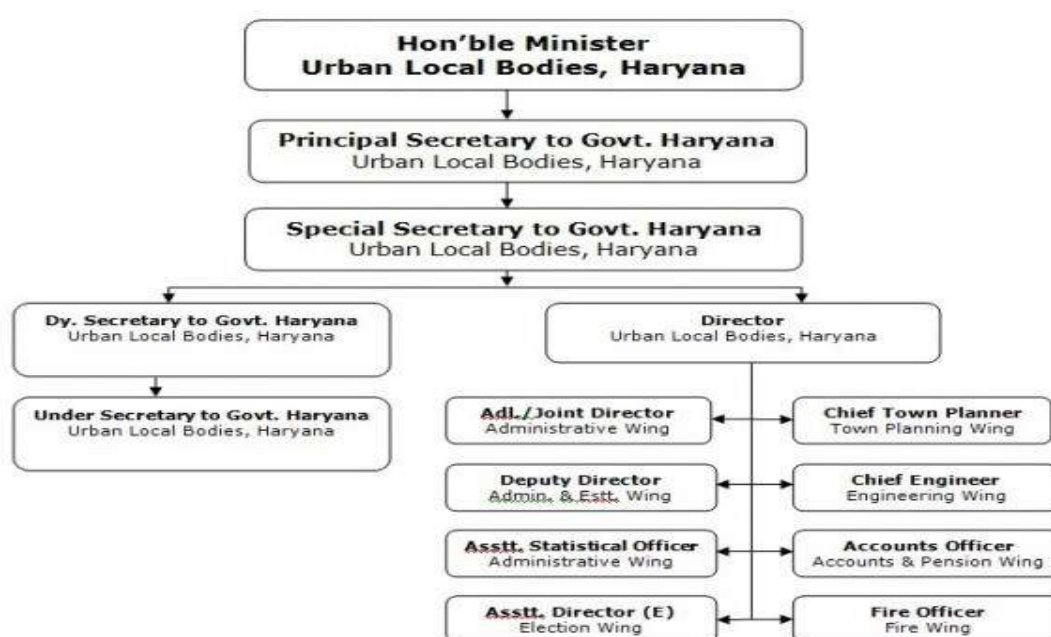 Hon'ble Minister
Urban Local Bodies, Haryana
Principal Secretary to Govt. Haryana
Urban Local Bodies, Haryana
Special Secretary to Govt. Haryana
Urban Local Bodies, Haryana
Dy. Secretary to Govt. Haryana
Urban Local Bodies, Haryana
Director
Urban Local Bodies, Haryana
Under Secretary to Govt. Haryana
Urban Local Bodies, Haryana
Adl./Joint Director
Administrative Wing
Chief Town Planner
Town Planning Wing
Deputy Director
Admin. & Estt. Wing
Chief Engineer
Engineering Wing
Asstt. Statistical Officer
Administrative Wing
Accounts Officer
Accounts & Pension Wing
Asstt. Director (E)
Election Wing
Fire Officer
Fire Wing